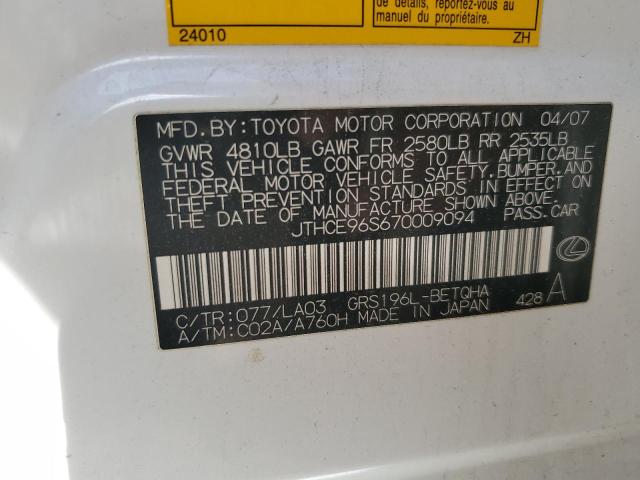 de détails, reportez-vous au
manuel du propriétaire.
24010 ZH
MFD. BY: TOYOTA MOTOR CORPORATION 04/07
GVWR 4810LB GAWR FR 2580LB RR 2535LB
THIS VEHICLE CONFORMS TO ALL APPLICABLE
FEDERAL MOTOR VEHICLE SAFETY, BUMPER, AND
THEFT PREVENTION STANDARDS IN EFFECT ON
THE DATE OF MANUFACTURE SHOWN ABOVE.
JTHCE96S670009094 PASS. CAR
C/TR: 077/LA03 GRS196L-BETQHA
A/TM: C02A/A760H MADE IN JAPAN 428 A